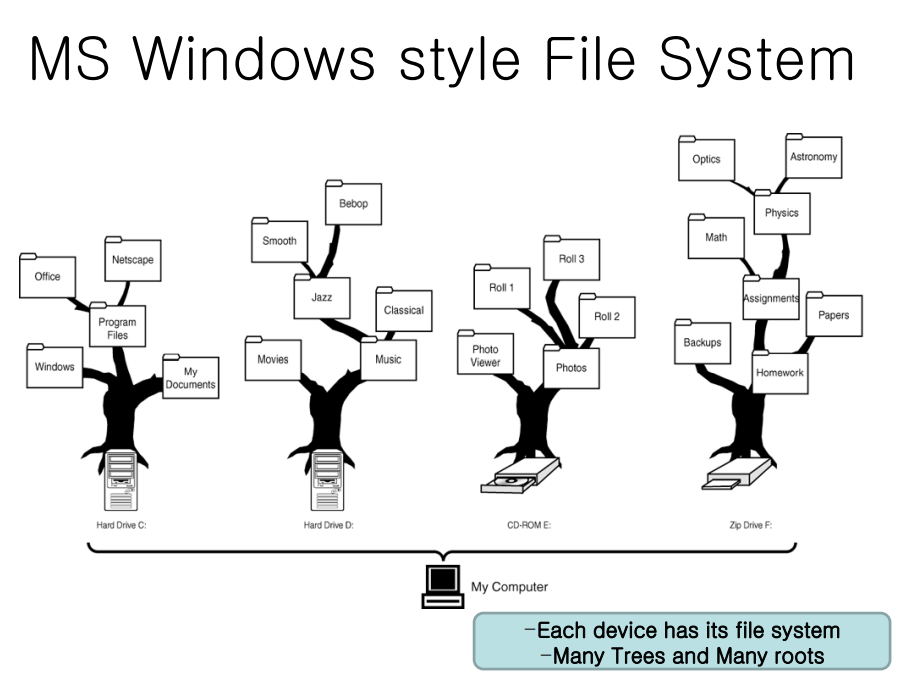 MS Windows style File System
Office
Netscape
Program
Files
Windows
My
Documents
Hard Drive C:
Bebop
Smooth
Jazz
Classical
Movies
Music
Hard Drive D:
Roll 3
Roll 1
Roll 2
Photo
Viewer
Photos
CD-ROM E:
Optics
Astronomy
Physics
Math
Assignments
Papers
Backups
Homework
Zip Drive F:
My Computer
-Each device has its file system
-Many Trees and Many roots